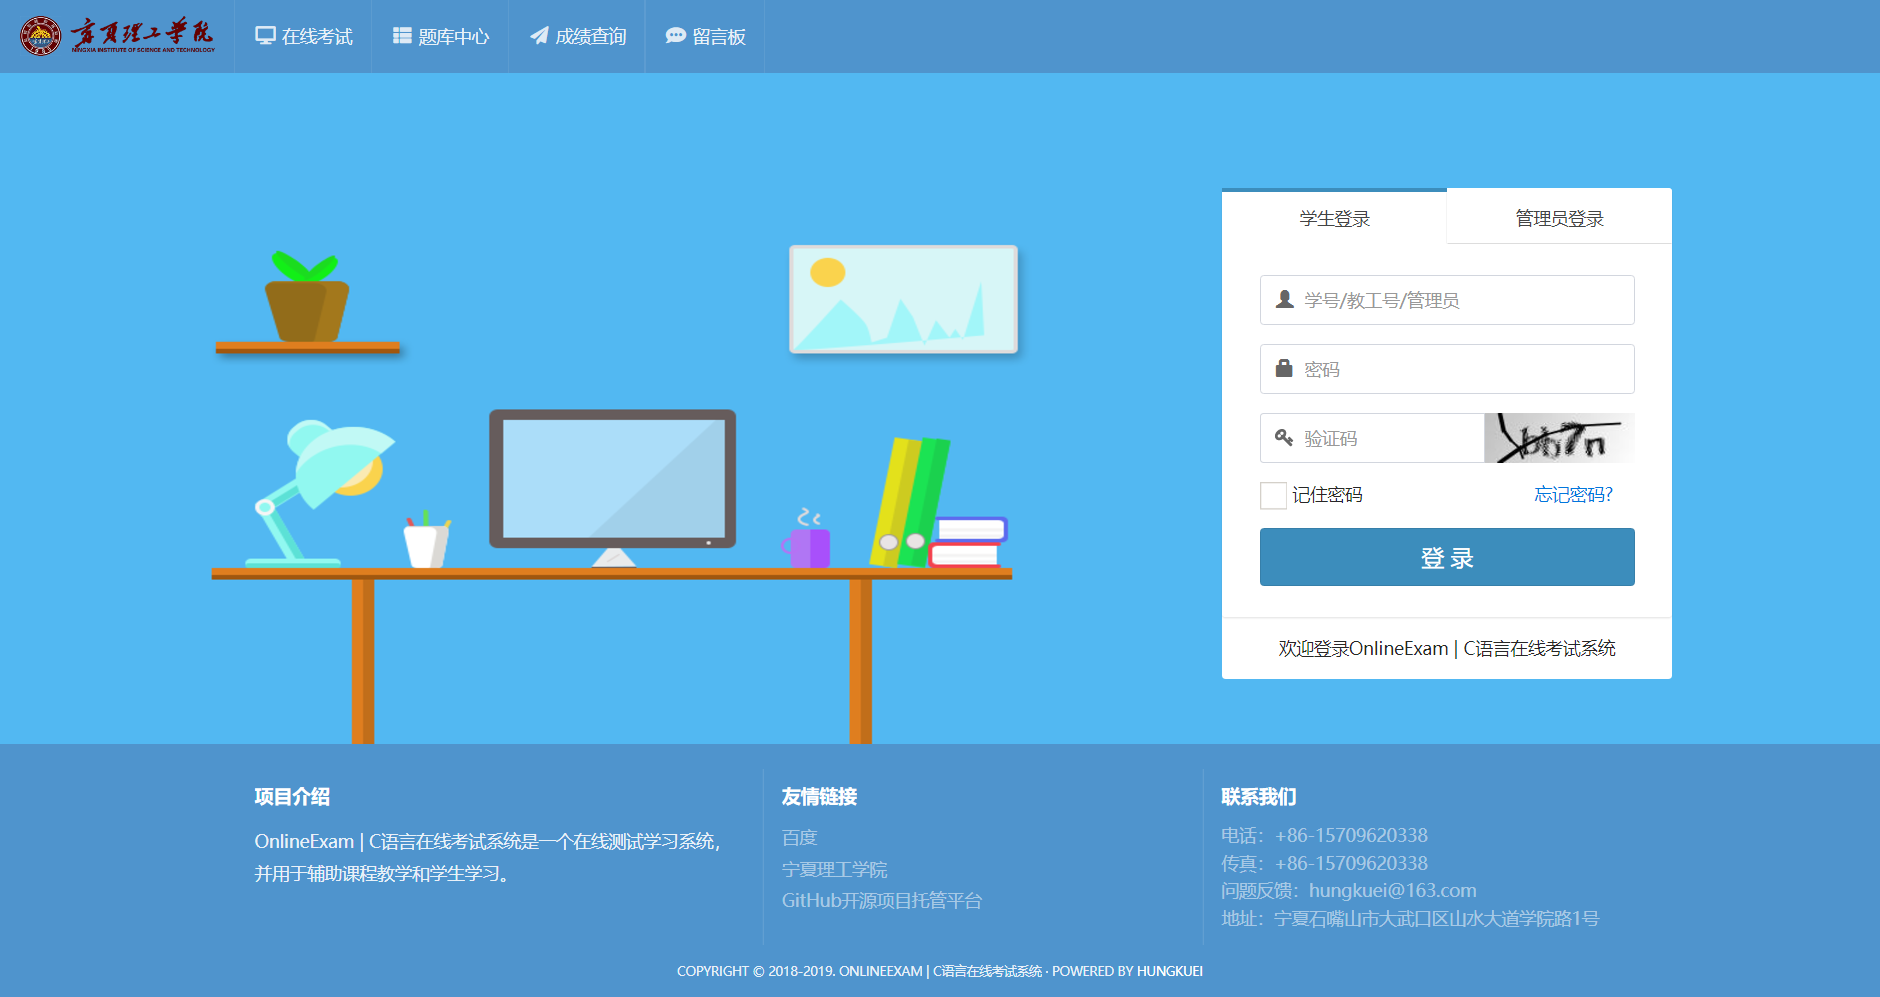 宁夏理工学院
NINGXIA INSTITUTE OF SCIENCE AND TECHNOLOGY
在线考试
题库中心
成绩查询
留言板
学生登录
管理员登录
学号/教工号/管理员
密码
验证码
bb7n
记住密码
忘记密码?
登 录
欢迎登录OnlineExam | C语言在线考试系统
项目介绍
OnlineExam | C语言在线考试系统是一个在线测试学习系统，
并用于辅助课程教学和学生学习。
友情链接
百度
宁夏理工学院
GitHub开源项目托管平台
联系我们
电话：+86-15709620338
传真：+86-15709620338
问题反馈：hungkuei@163.com
地址：宁夏石嘴山市大武口区山水大道学院路1号
COPYRIGHT © 2018-2019. ONLINEEXAM | C语言在线考试系统 · POWERED BY HUNGKUEI